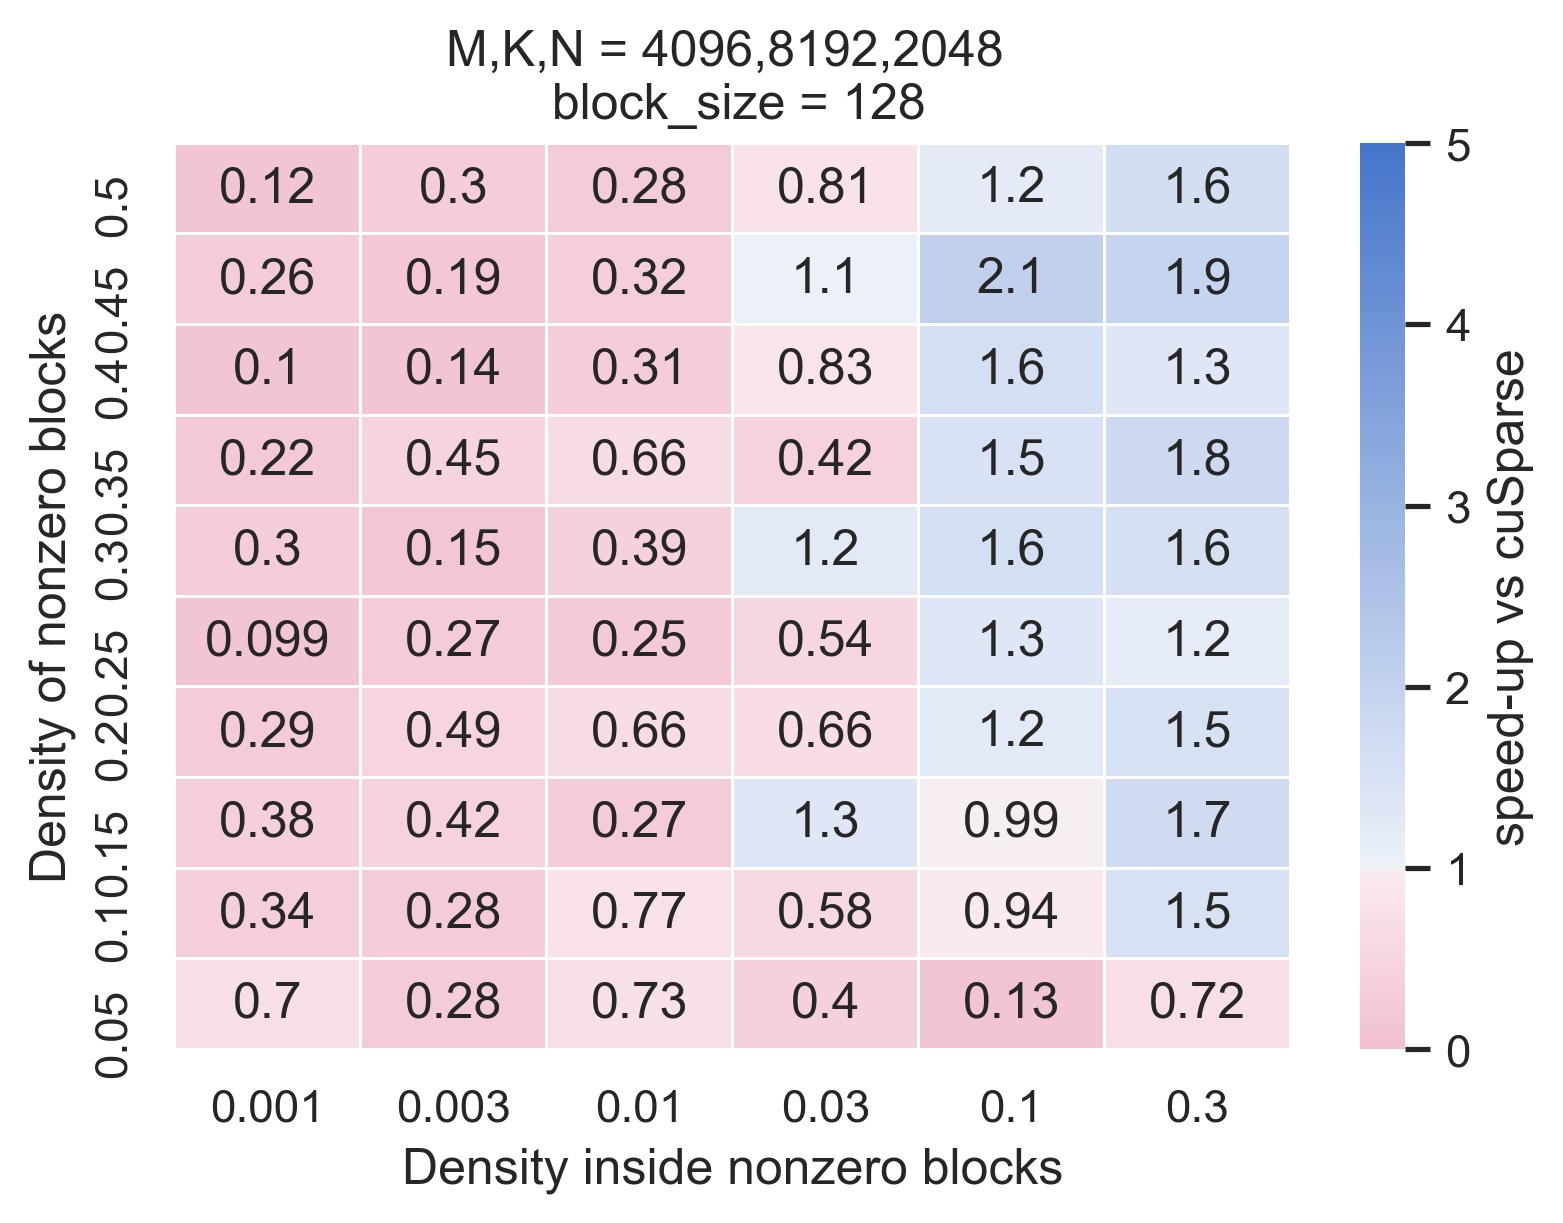 M,K,N = 4096,8192,2048
block_size = 128
Density of nonzero blocks
0.5 0.12 0.3 0.28 0.81 1.2 1.6
0.45 0.26 0.19 0.32 1.1 2.1 1.9
0.4 0.1 0.14 0.31 0.83 1.6 1.3
0.35 0.22 0.45 0.66 0.42 1.5 1.8
0.3 0.3 0.15 0.39 1.2 1.6 1.6
0.25 0.099 0.27 0.25 0.54 1.3 1.2
0.2 0.29 0.49 0.66 0.66 1.2 1.5
0.15 0.38 0.42 0.27 1.3 0.99 1.7
0.1 0.34 0.28 0.77 0.58 0.94 1.5
0.05 0.7 0.28 0.73 0.4 0.13 0.72
0.001 0.003 0.01 0.03 0.1 0.3
Density inside nonzero blocks
5
4
3
2
1
0
speed-up vs cuSparse